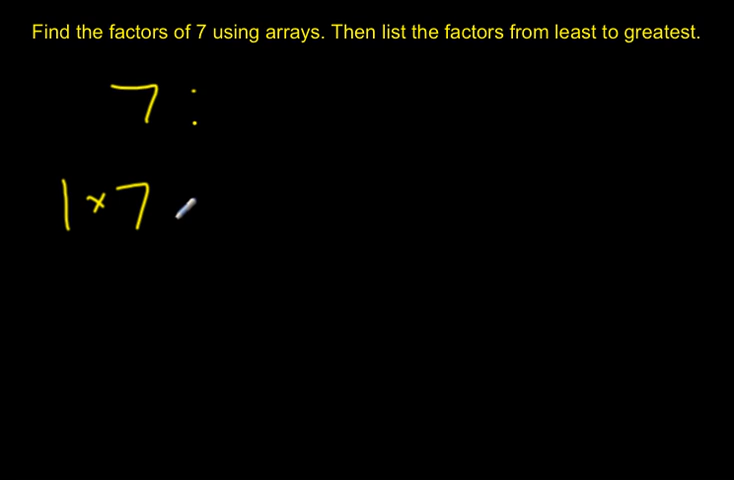 Find the factors of 7 using arrays. Then list the factors from least to greatest.
7 :
1 × 7